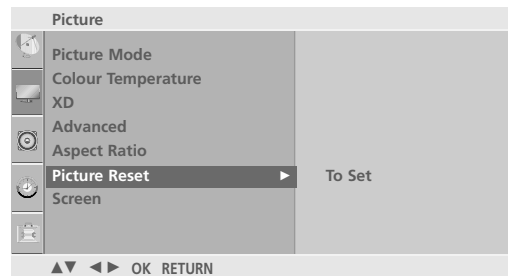 Picture
Picture Mode
Colour Temperature
XD
Advanced
Aspect Ratio
Picture Reset ► To Set
Screen
▲▼ ◄► OK RETURN